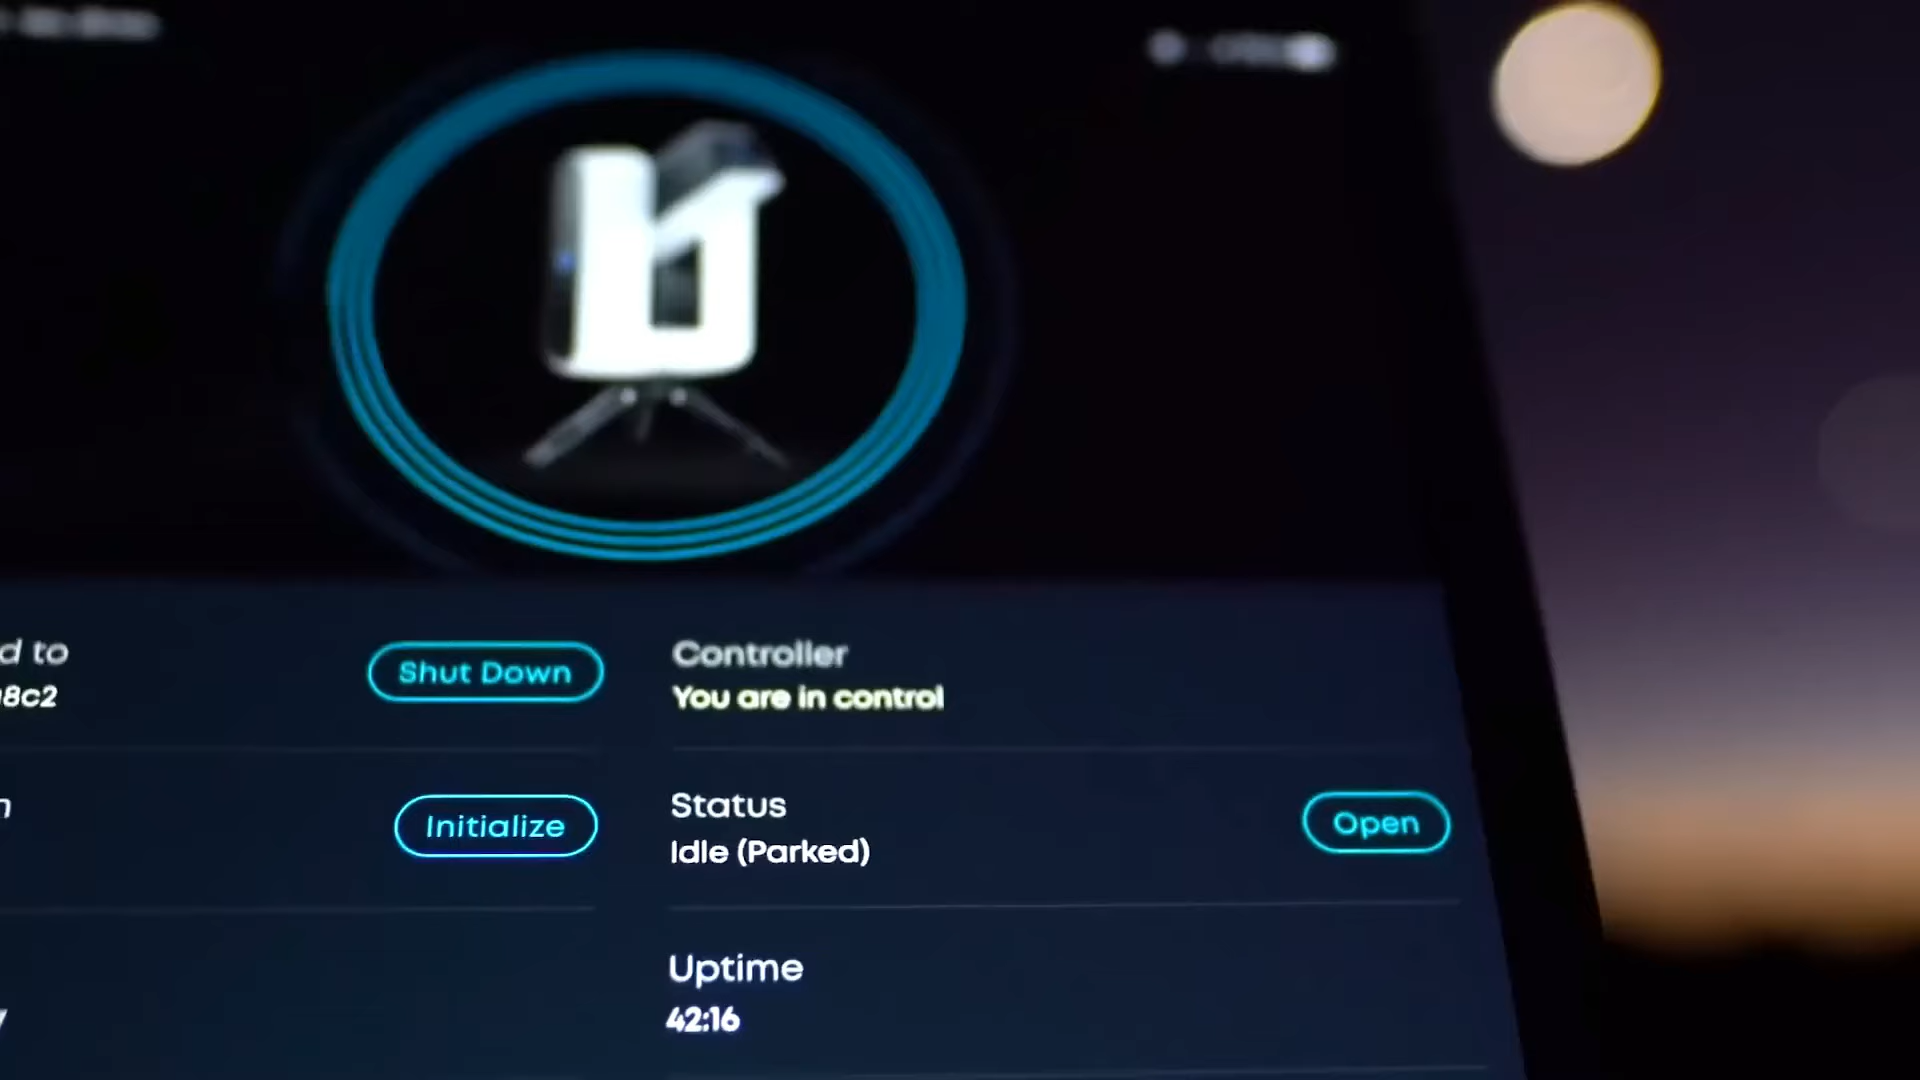 d to
8c2
Shut Down
Controller
You are in control
Initialize
Status
Idle (Parked)
Open
Uptime
42:16